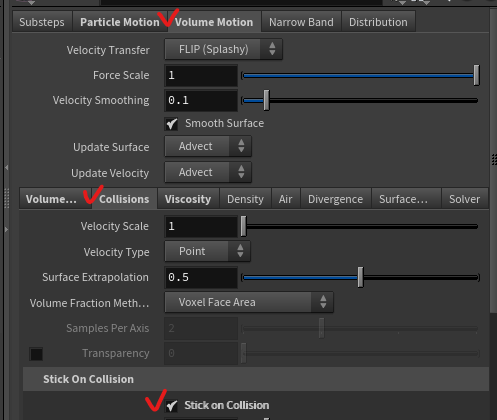 Substeps Particle Motion Volume Motion Narrow Band Distribution
Velocity Transfer FLIP (Splashy)
Force Scale 1
Velocity Smoothing 0.1
Smooth Surface
Update Surface Advect
Update Velocity Advect
Volume... Collisions Viscosity Density Air Divergence Surface... Solver
Velocity Scale 1
Velocity Type Point
Surface Extrapolation 0.5
Volume Fraction Meth... Voxel Face Area
Samples Per Axis 2
Transparency 0
Stick On Collision
Stick on Collision